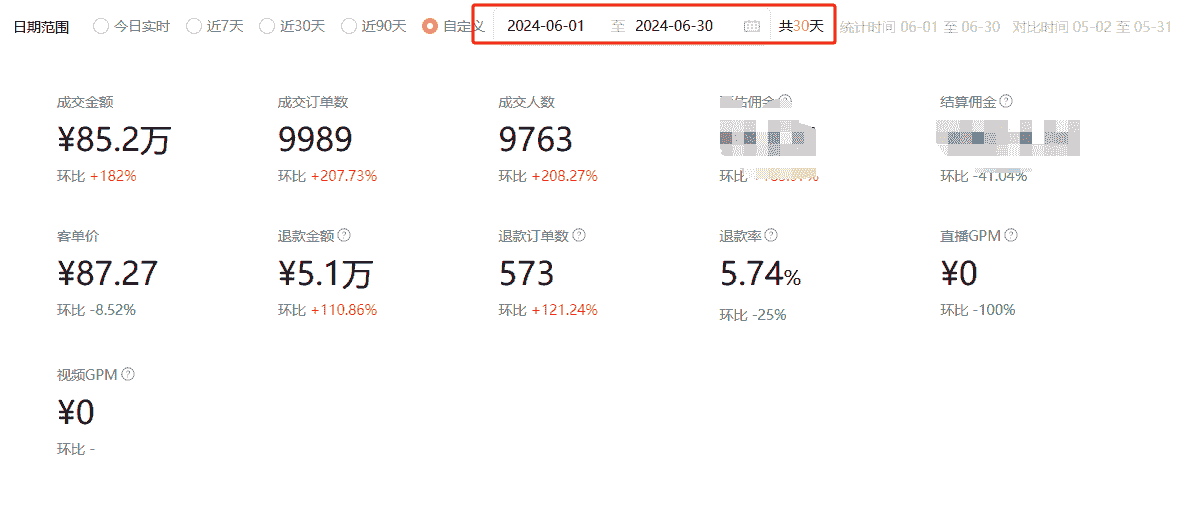 日期范围 今日实时 近7天 近30天 近90天 自定义 2024-06-01 至 2024-06-30 共30天 统计时间 06-01 至 06-30 对比时间 05-02 至 05-31
成交金额 成交订单数 成交人数 佣金 结算佣金
¥85.2万 9989 9763
环比 +182% 环比 +207.73% 环比 +208.27% 环比 环比 -41.04%
客单价 退款金额 退款订单数 退款率 直播GPM
¥87.27 ¥5.1万 573 5.74% ¥0
环比 -8.52% 环比 +110.86% 环比 +121.24% 环比 -25% 环比 -100%
视频GPM
¥0
环比 -